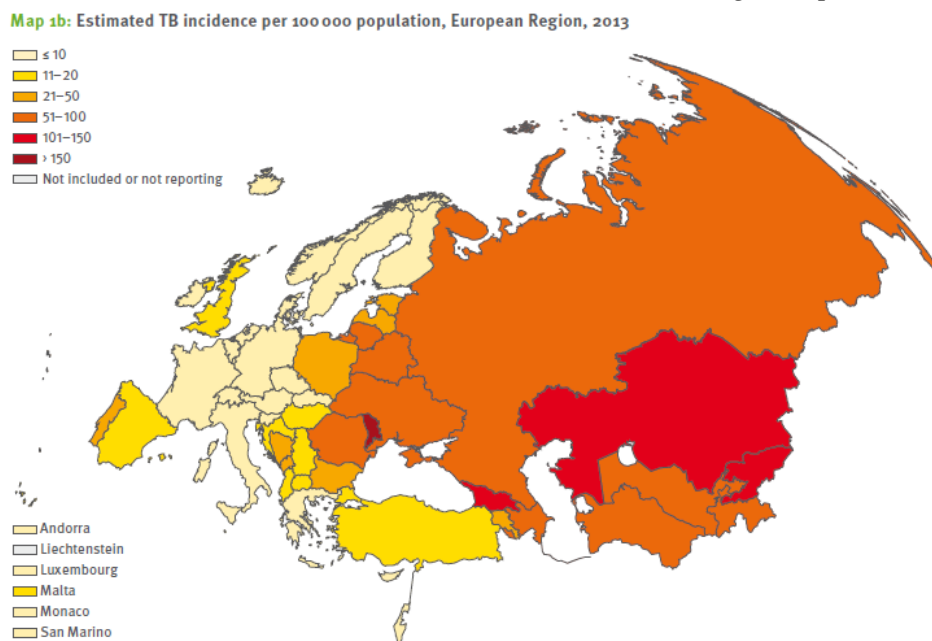 Map 1b: Estimated TB incidence per 100 000 population, European Region, 2013
≤ 10
11–20
21–50
51–100
101–150
› 150
Not included or not reporting
Andorra
Liechtenstein
Luxembourg
Malta
Monaco
San Marino